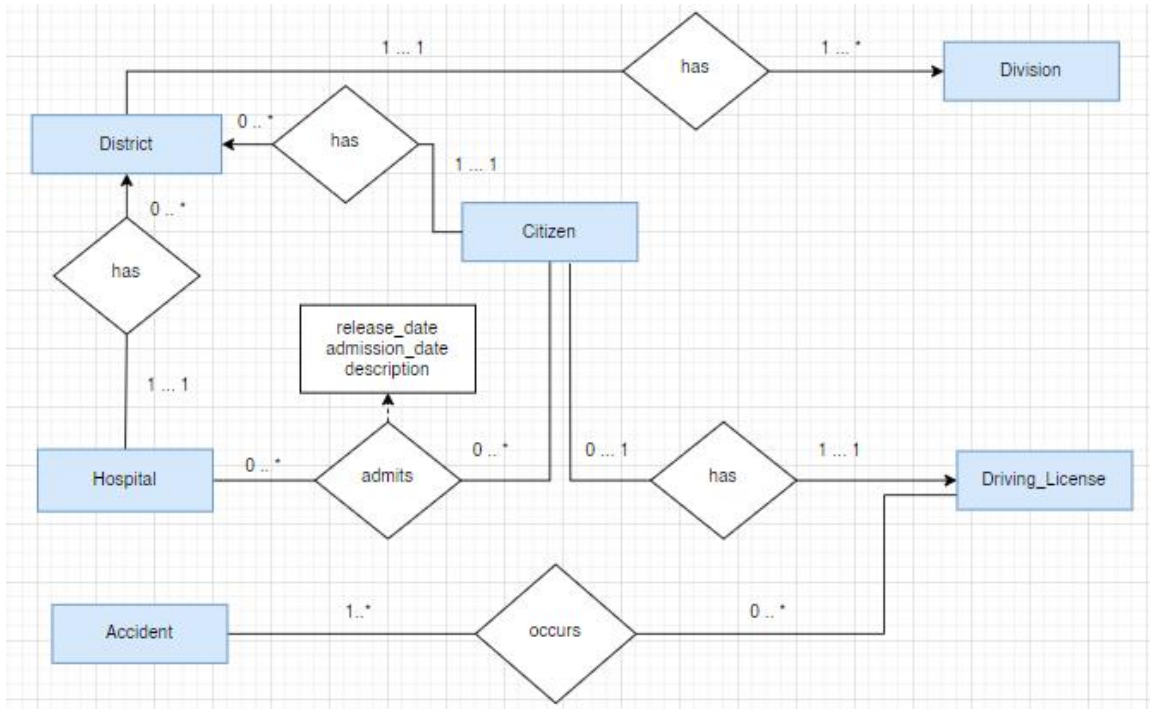 1 ... 1
1 ... *
has
Division
0 .. *
District
has
1 ... 1
0 .. *
Citizen
has
release_date
admission_date
description
1 ... 1
0 .. *
0 .. *
0 ... 1
1 ... 1
Hospital
admits
has
Driving_License
1..*
0 .. *
Accident
occurs